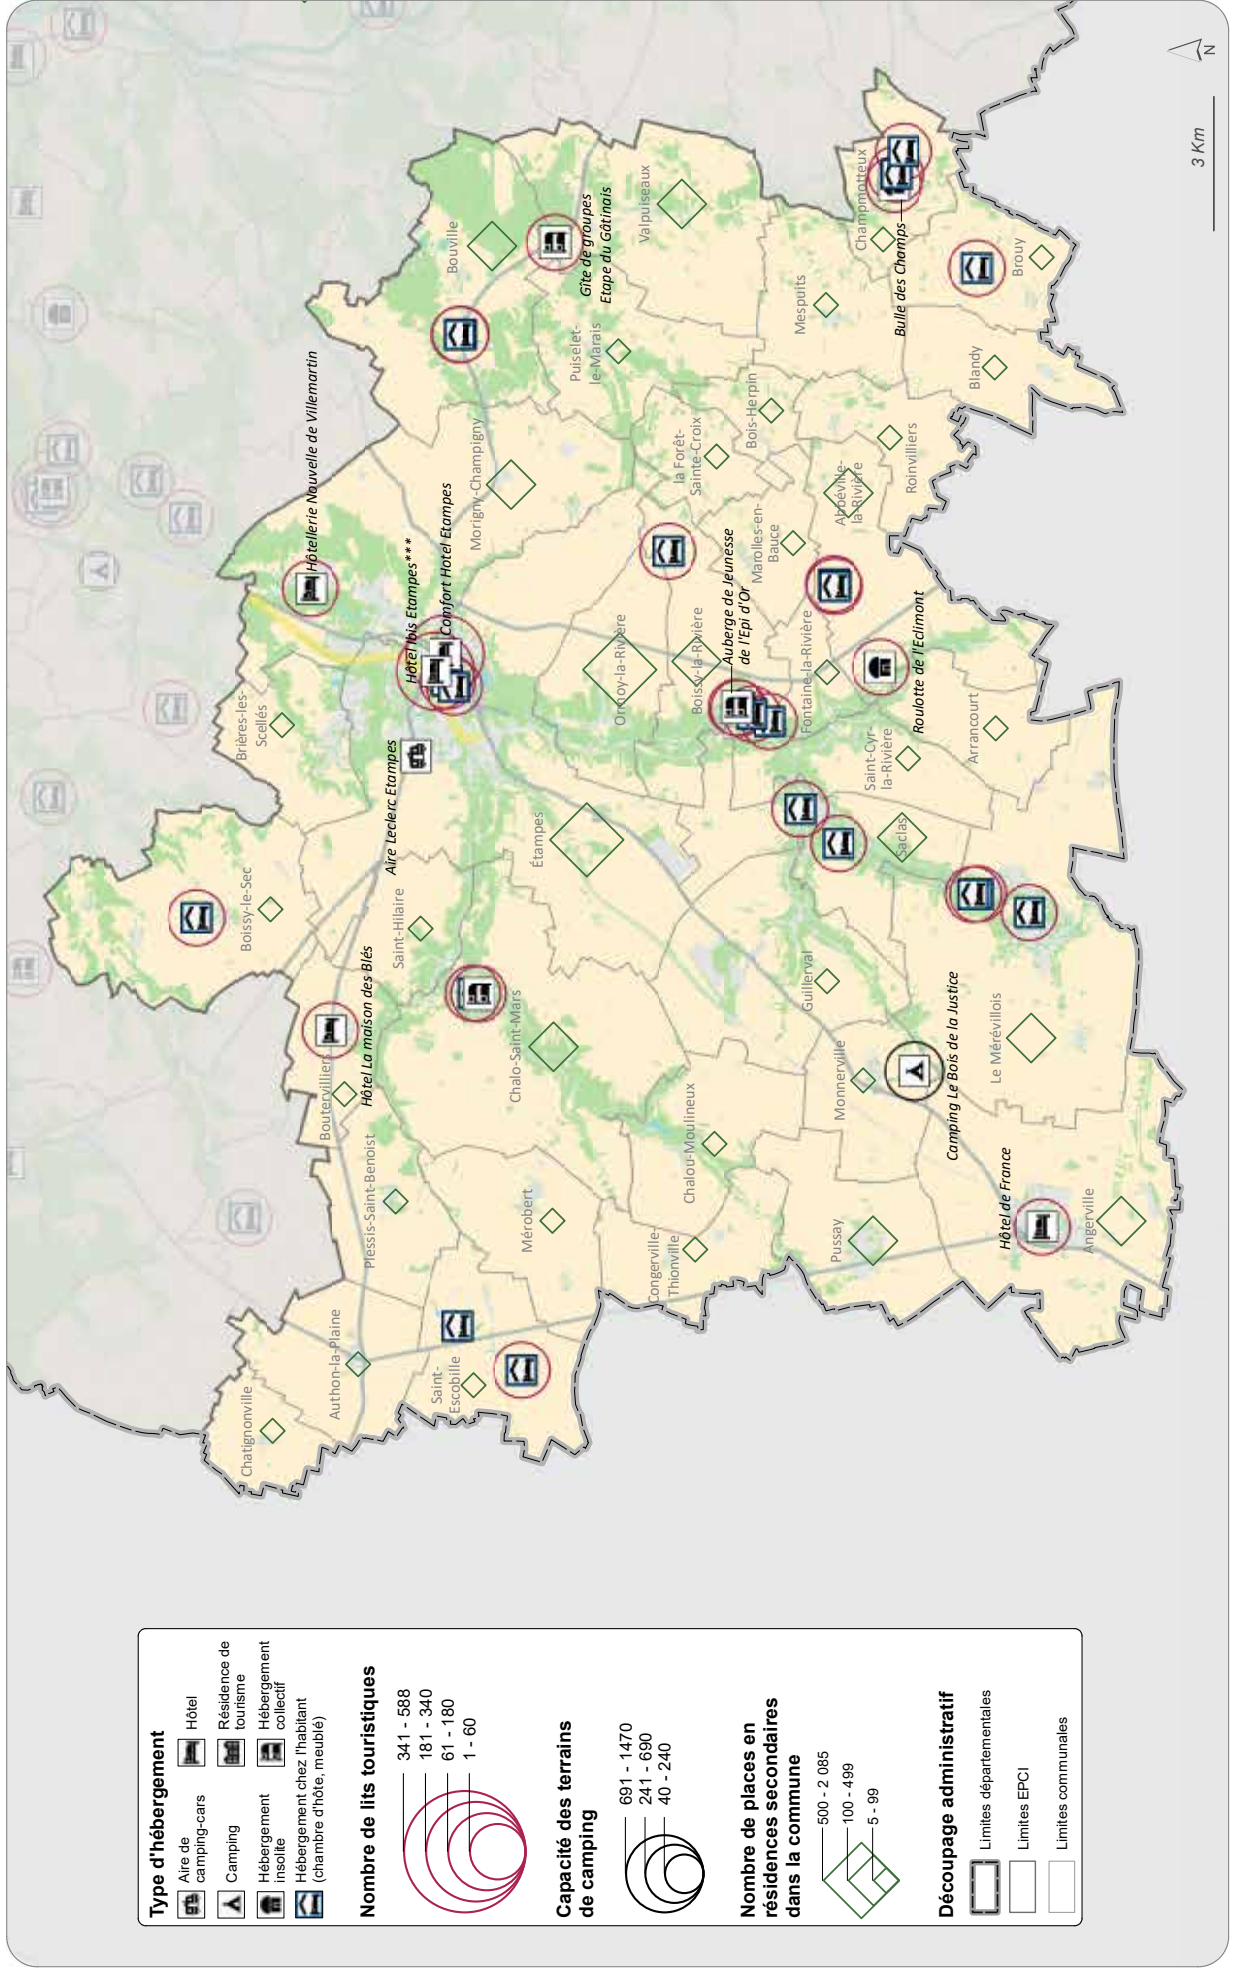 Type d'hébergement
Aire de
camping-cars
Camping
Hébergement
insolite
Hébergement chez l'habitant
(chambre d'hôte, meublé)
Hôtel
Résidence de
tourisme
Hébergement
collectif
Nombre de lits touristiques
341 - 588
181 - 340
61 - 180
1 - 60
Capacité des terrains
de camping
691 - 1470
241 - 690
40 - 240
Nombre de places en
résidences secondaires
dans la commune
500 - 2 085
100 - 499
5 - 99
Découpage administratif
Limites départementales
Limites EPCI
Limites communales
Chatignonville
Authon-la-Plaine
Saint-
Escobille
Plessis-Saint-Benoist
Boutervilliers
Hôtel La maison des Blés
Mérobert
Congerville-
Thionville
Chalou-Moulineux
Chalo-Saint-Mars
Saint-Hilaire
Boissy-le-Sec
Brières-les-
Scellés
Aire Leclerc Etampes
Hôtel Ibis Etampes***
Comfort Hotel Etampes
Hôtellerie Nouvelle de Villemartin
Morigny-Champigny
Bouville
Gîte de groupes
Etape du Gâtinais
Valpuiseaux
Puiselet-
le-Marais
la Forêt-
Sainte-Croix
Bois-Herpin
Mespuits
Champmotteux
Bulle des Champs
Brouy
Blandy
Roinvilliers
Abbéville-
la-Rivière
Marolles-en-
Bauce
Auberge de Jeunesse
de l'Epi d'Or
Ormoy-la-Rivière
Boissy-la-Rivière
Fontaine-la-Rivière
Roulotte de l'Eclimont
Arrancourt
Saint-Cyr-
la-Rivière
Saclas
Étampes
Guillerval
Monnerville
Camping Le Bois de la Justice
Le Mérévillois
Pussay
Hôtel de France
Angerville
3 Km
N